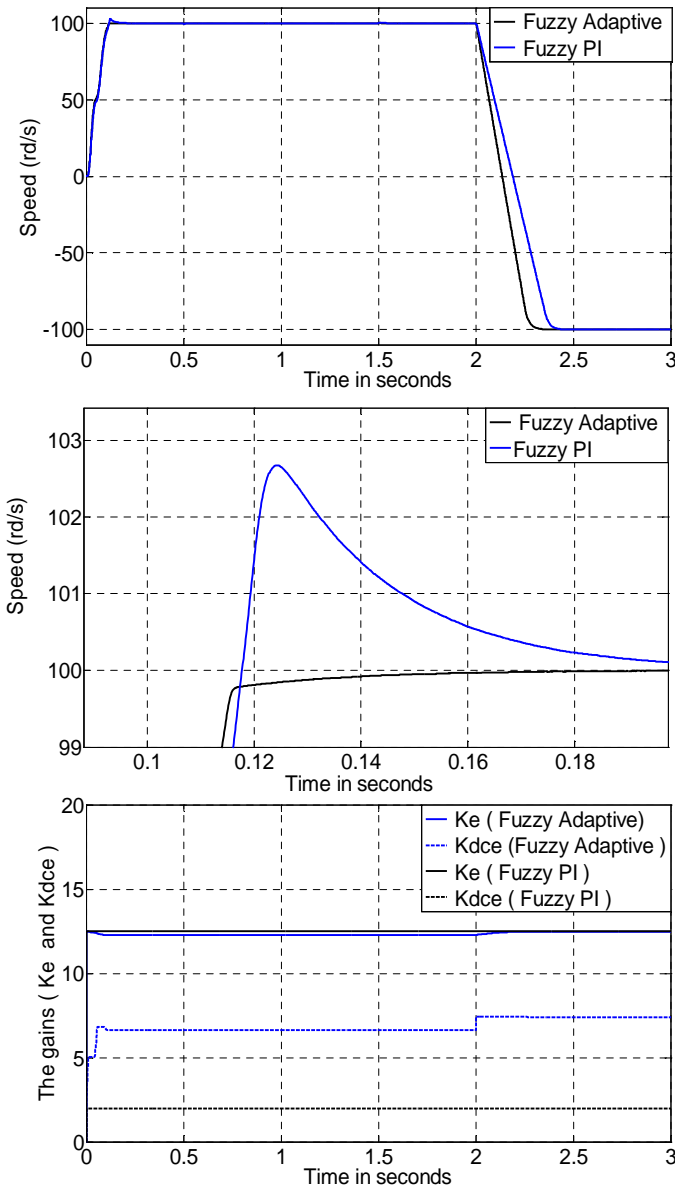 Fuzzy Adaptive
Fuzzy PI
Speed (rd/s)
100
50
0
-50
-100
0 0.5 1 1.5 2 2.5 3
Time in seconds
Fuzzy Adaptive
Fuzzy PI
Speed (rd/s)
103
102
101
100
99
0.1 0.12 0.14 0.16 0.18
Time in seconds
Ke ( Fuzzy Adaptive)
Kdce (Fuzzy Adaptive )
Ke ( Fuzzy PI )
Kdce ( Fuzzy PI )
The gains ( Ke and Kdce )
20
15
10
5
0
0 0.5 1 1.5 2 2.5 3
Time in seconds